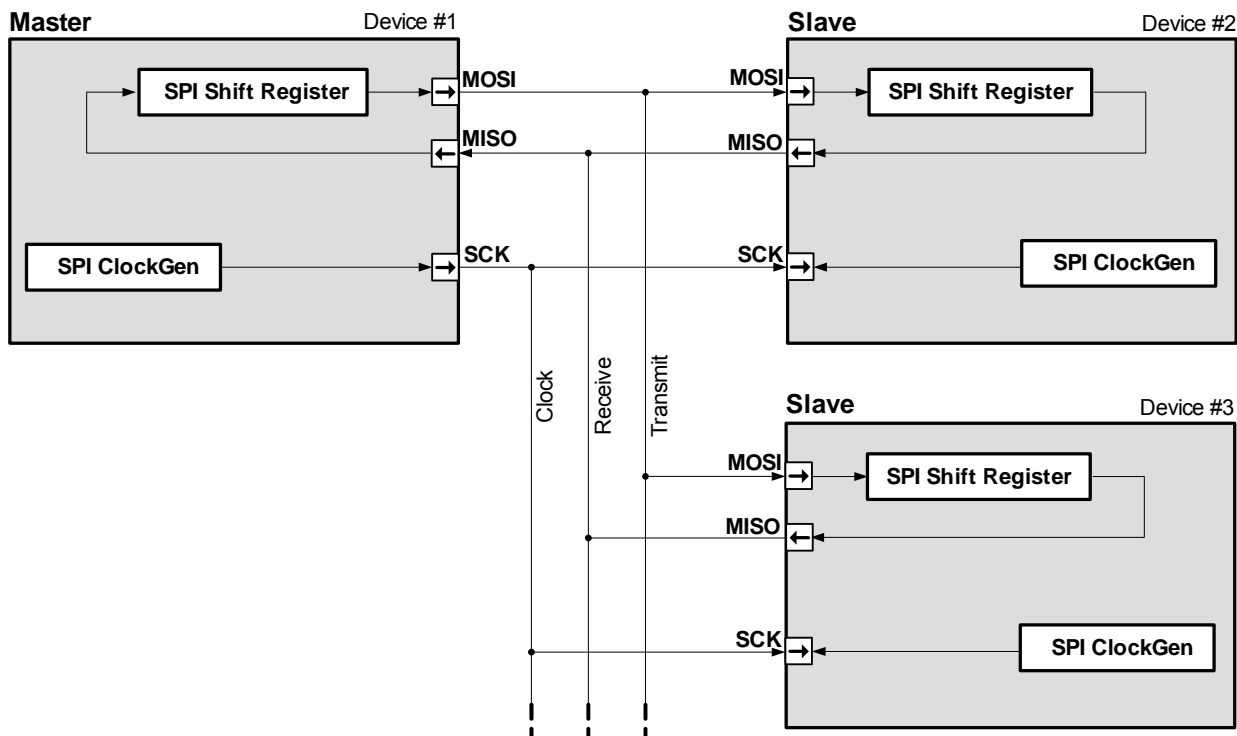 Master Device #1
SPI Shift Register
MOSI
MISO
SPI ClockGen
SCK
Slave Device #2
MOSI
SPI Shift Register
MISO
SCK
SPI ClockGen
Clock
Receive
Transmit
Slave Device #3
MOSI
SPI Shift Register
MISO
SCK
SPI ClockGen